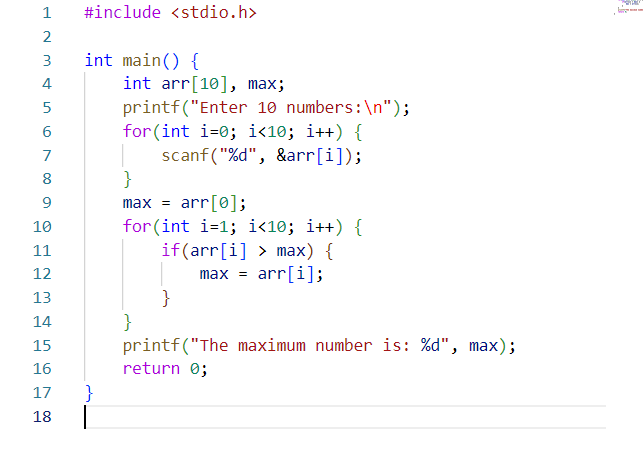 1 #include <stdio.h>
2
3 int main() {
4     int arr[10], max;
5     printf("Enter 10 numbers:\n");
6     for(int i=0; i<10; i++) {
7         scanf("%d", &arr[i]);
8     }
9     max = arr[0];
10     for(int i=1; i<10; i++) {
11         if(arr[i] > max) {
12             max = arr[i];
13         }
14     }
15     printf("The maximum number is: %d", max);
16     return 0;
17 }
18